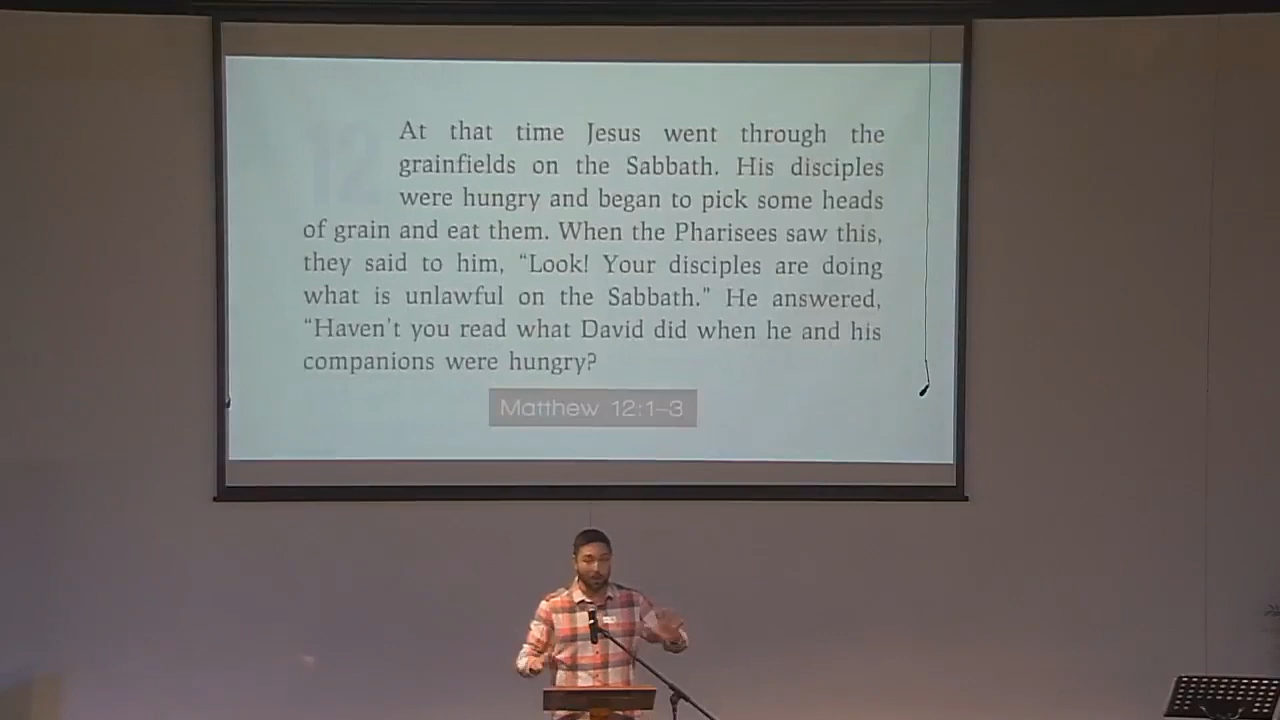 12
At that time Jesus went through the
grainfields on the Sabbath. His disciples
were hungry and began to pick some heads
of grain and eat them. When the Pharisees saw this,
they said to him, “Look! Your disciples are doing
what is unlawful on the Sabbath." He answered,
“Haven't you read what David did when he and his
companions were hungry?
Matthew 12:1–3